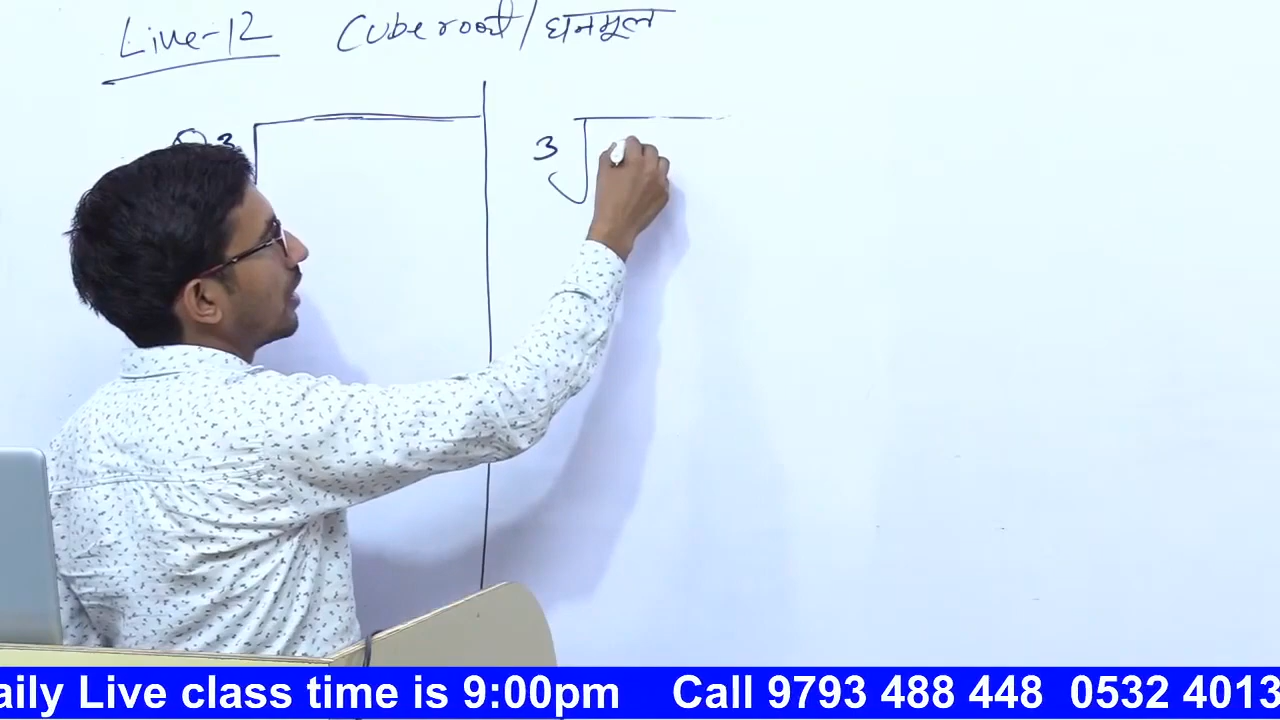 Live-12 Cube root/घनमूल
3 3
aily Live class time is 9:00pm Call 9793 488 448 0532 4013